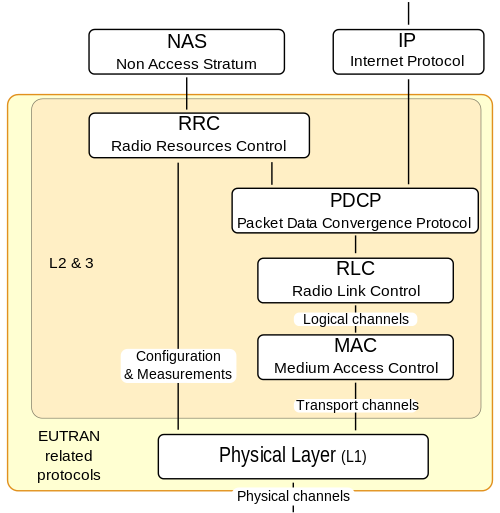 NAS
Non Access Stratum
IP
Internet Protocol
RRC
Radio Resources Control
PDCP
Packet Data Convergence Protocol
L2 & 3
RLC
Radio Link Control
Logical channels
MAC
Medium Access Control
Configuration
& Measurements
Transport channels
EUTRAN
related
protocols
Physical Layer (L1)
Physical channels